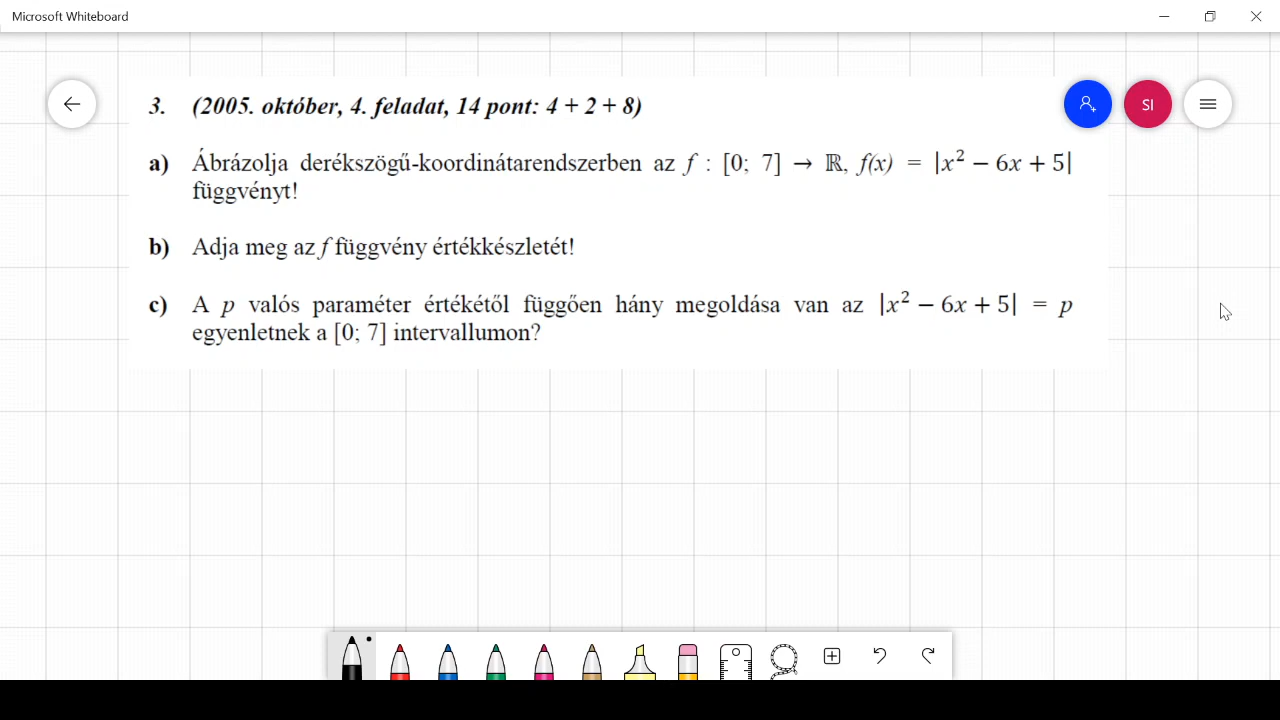 Microsoft Whiteboard
3. (2005. október, 4. feladat, 14 pont: 4 + 2 + 8)
SI
a) Ábrázolja derékszögű-koordinátarendszerben az f : [0; 7] → ℝ, f(x) = |x² − 6x + 5|
függvényt!
b) Adja meg az f függvény értékkészletét!
c) A p valós paraméter értékétől függően hány megoldása van az |x² − 6x + 5| = p
egyenletnek a [0; 7] intervallumon?